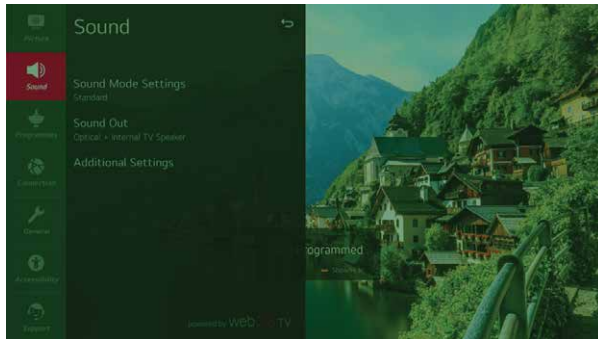 Picture
Sound
Sound
Sound Mode Settings
Standard
Sound Out
Optical + Internal TV Speaker
Programmes
Additional Settings
Connection
General
Accessibility
Support
ogrammed
powered by web TV